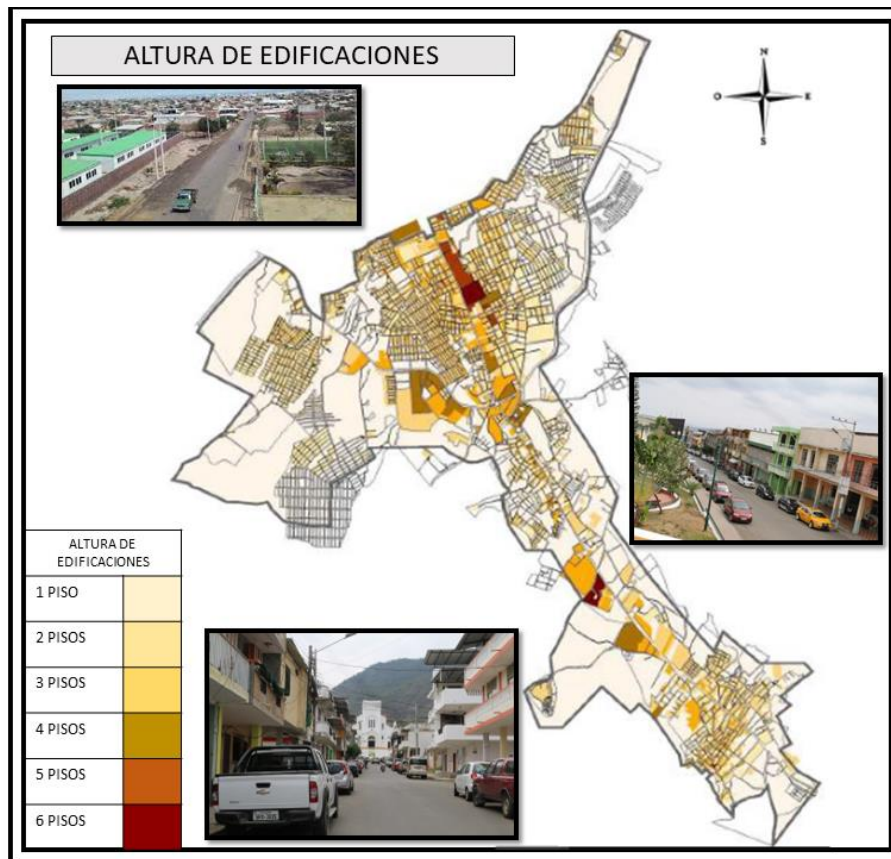 ALTURA DE EDIFICACIONES
N
O
E
S
ALTURA DE
EDIFICACIONES
1 PISO
2 PISOS
3 PISOS
4 PISOS
5 PISOS
6 PISOS